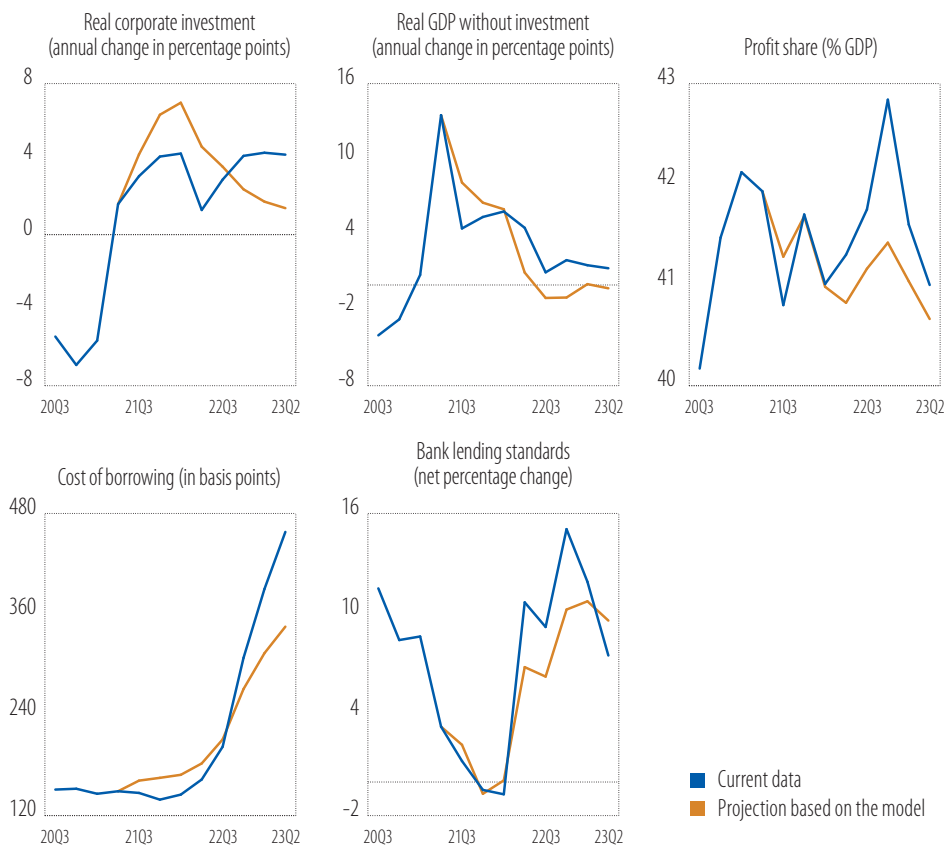 Real corporate investment
(annual change in percentage points)
8
4
0
-4
-8
20Q3 21Q3 22Q3 23Q2
Real GDP without investment
(annual change in percentage points)
16
10
4
-2
-8
20Q3 21Q3 22Q3 23Q2
Profit share (% GDP)
43
42
41
40
20Q3 21Q3 22Q3 23Q2
Cost of borrowing (in basis points)
480
360
240
120
20Q3 21Q3 22Q3 23Q2
Bank lending standards
(net percentage change)
16
10
4
-2
20Q3 21Q3 22Q3 23Q2
Current data
Projection based on the model